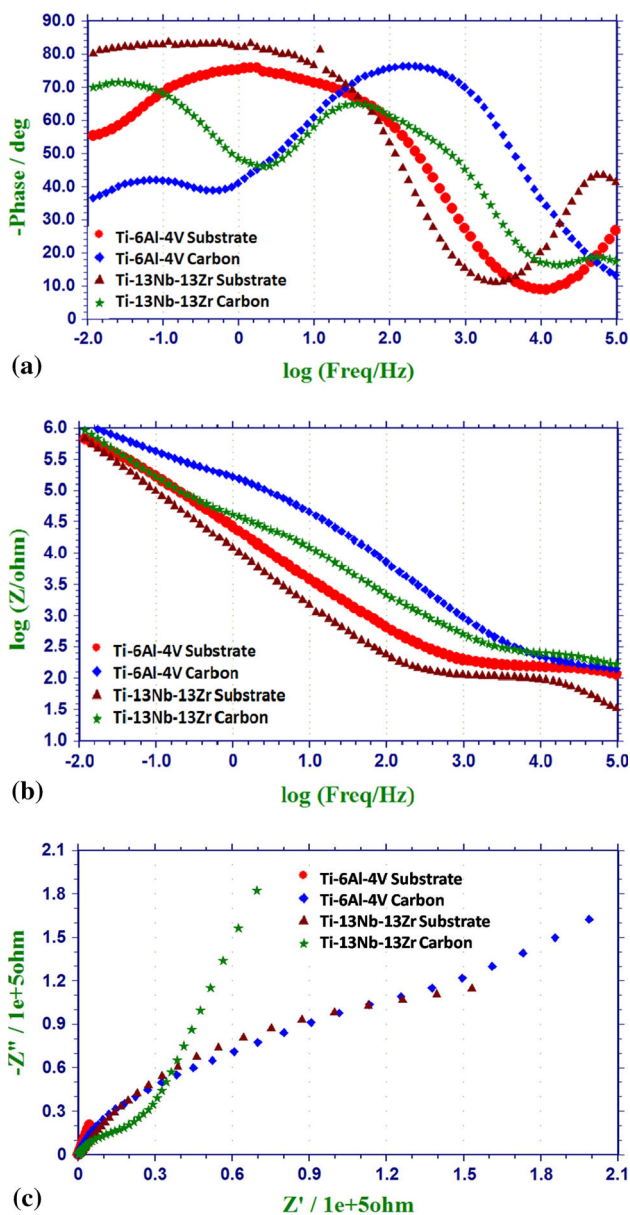 90.0
80.0
70.0
60.0
50.0
40.0
30.0
20.0
10.0
0
-Phase / deg
Ti-6Al-4V Substrate
Ti-6Al-4V Carbon
Ti-13Nb-13Zr Substrate
Ti-13Nb-13Zr Carbon
-2.0 -1.0 0 1.0 2.0 3.0 4.0 5.0
log (Freq/Hz)
(a)
6.0
5.5
5.0
4.5
4.0
3.5
3.0
2.5
2.0
1.5
1.0
log (Z/ohm)
Ti-6Al-4V Substrate
Ti-6Al-4V Carbon
Ti-13Nb-13Zr Substrate
Ti-13Nb-13Zr Carbon
-2.0 -1.0 0 1.0 2.0 3.0 4.0 5.0
log (Freq/Hz)
(b)
2.1
1.8
1.5
1.2
0.9
0.6
0.3
0
-Z" / 1e+5ohm
Ti-6Al-4V Substrate
Ti-6Al-4V Carbon
Ti-13Nb-13Zr Substrate
Ti-13Nb-13Zr Carbon
0 0.3 0.6 0.9 1.2 1.5 1.8 2.1
Z' / 1e+5ohm
(c)